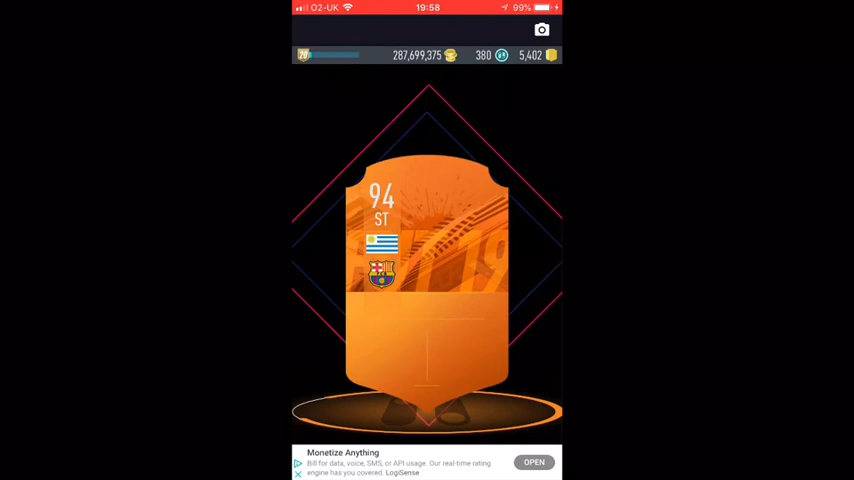 O2-UK
19:58
99%
20
287,699,375
380
5,402
94
ST
Monetize Anything
Bill for data, voice, SMS, or API usage. Our real-time rating
engine has you covered. LogiSense
OPEN